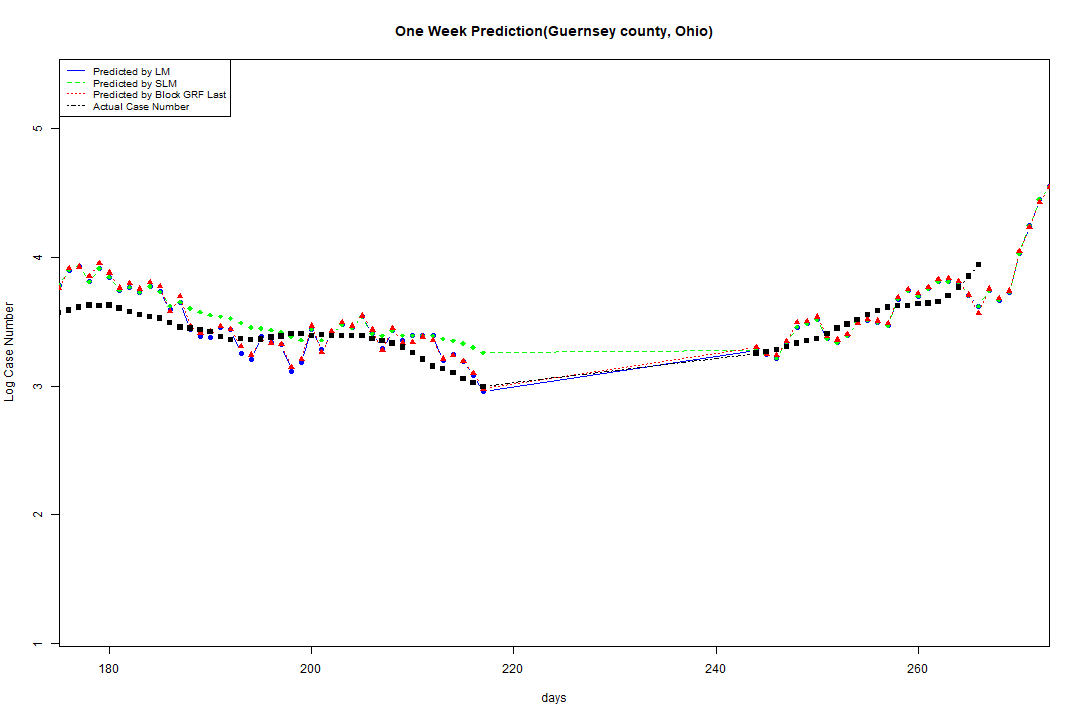 One Week Prediction(Guernsey county, Ohio)
Predicted by LM
Predicted by SLM
Predicted by Block GRF Last
Actual Case Number
Log Case Number
5
4
3
2
1
180 200 220 240 260
days